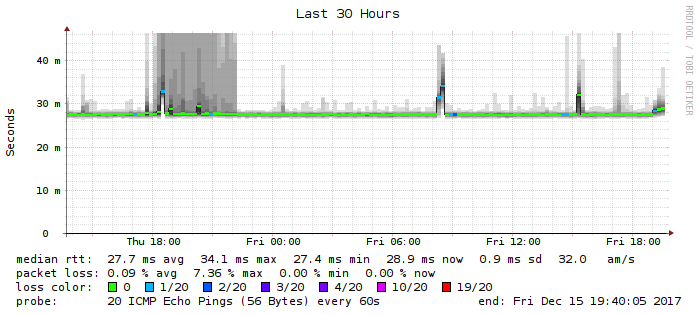 Last 30 Hours
RRDTOOL / TOBI OETIKER
Seconds
40 m
30 m
20 m
10 m
0
Thu 18:00 Fri 00:00 Fri 06:00 Fri 12:00 Fri 18:00
median rtt: 27.7 ms avg 34.1 ms max 27.4 ms min 28.9 ms now 0.9 ms sd 32.0 am/s
packet loss: 0.09 % avg 7.36 % max 0.00 % min 0.00 % now
loss color: 0 1/20 2/20 3/20 4/20 10/20 19/20
probe: 20 ICMP Echo Pings (56 Bytes) every 60s end: Fri Dec 15 19:40:05 2017